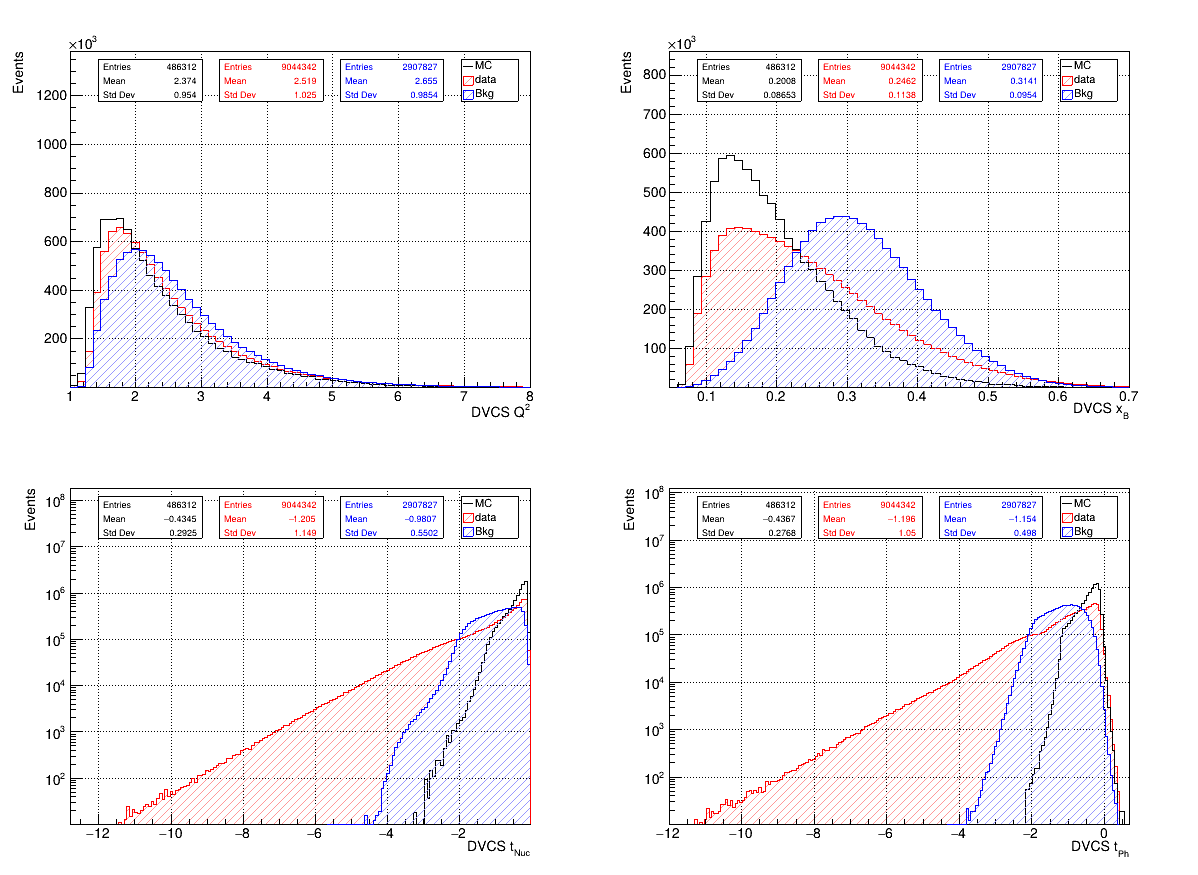 ×10³
Events
Entries 486312
Mean 2.374
Std Dev 0.954
Entries 9044342
Mean 2.519
Std Dev 1.025
Entries 2907827
Mean 2.655
Std Dev 0.9854
MC
data
Bkg
1200
1000
800
600
400
200
1 2 3 4 5 6 7 8
DVCS Q²
×10³
Events
Entries 486312
Mean 0.2008
Std Dev 0.08653
Entries 9044342
Mean 0.2462
Std Dev 0.1138
Entries 2907827
Mean 0.3141
Std Dev 0.0954
MC
data
Bkg
800
700
600
500
400
300
200
100
0.1 0.2 0.3 0.4 0.5 0.6 0.7
DVCS x_B
Events
Entries 486312
Mean −0.4345
Std Dev 0.2925
Entries 9044342
Mean −1.205
Std Dev 1.149
Entries 2907827
Mean −0.9807
Std Dev 0.5502
MC
data
Bkg
10⁸
10⁷
10⁶
10⁵
10⁴
10³
10²
−12 −10 −8 −6 −4 −2
DVCS t_Nuc
Events
Entries 486312
Mean −0.4367
Std Dev 0.2768
Entries 9044342
Mean −1.196
Std Dev 1.05
Entries 2907827
Mean −1.154
Std Dev 0.498
MC
data
Bkg
10⁸
10⁷
10⁶
10⁵
10⁴
10³
10²
−12 −10 −8 −6 −4 −2 0
DVCS t_Ph